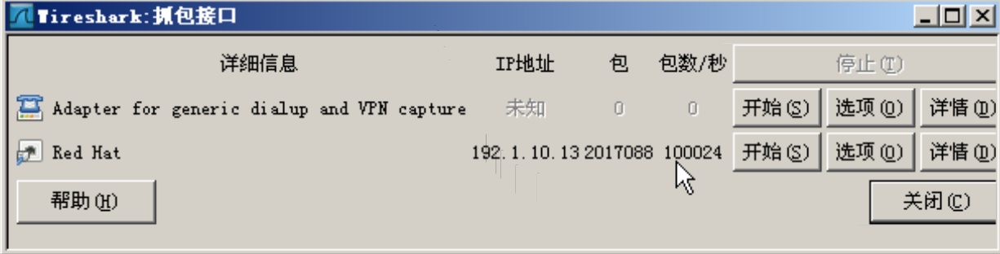 Wireshark:抓包接口
详细信息 IP地址 包 包数/秒 停止(T)
Adapter for generic dialup and VPN capture 未知 0 0 开始(S) 选项(O) 详情(D)
Red Hat 192.1.10.13 2017088 100024 开始(S) 选项(O) 详情(D)
帮助(H) 关闭(C)